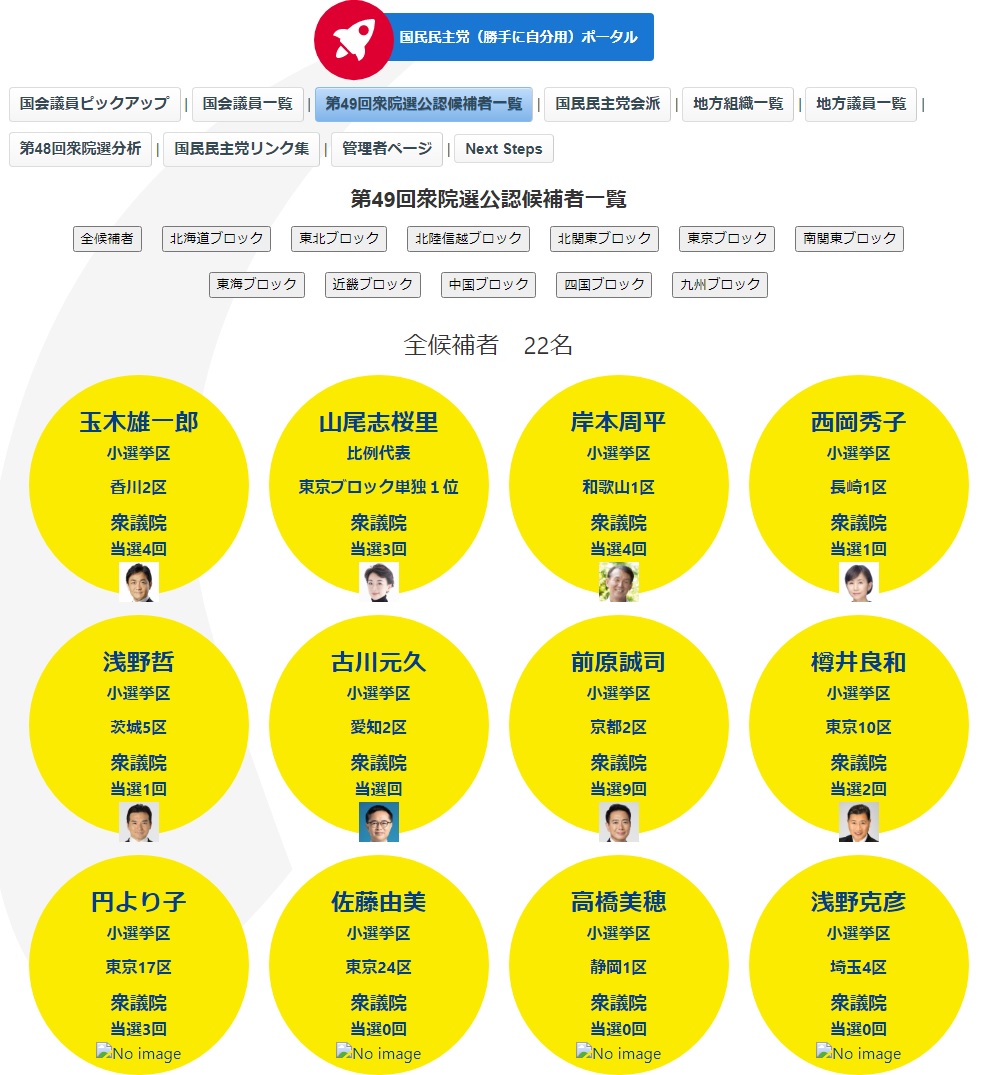 国民民主党（勝手に自分用）ポータル
国会議員ピックアップ | 国会議員一覧 | 第49回衆院選公認候補者一覧 | 国民民主党会派 | 地方組織一覧 | 地方議員一覧 |
第48回衆院選分析 | 国民民主党リンク集 | 管理者ページ | Next Steps
第49回衆院選公認候補者一覧
全候補者 北海道ブロック 東北ブロック 北陸信越ブロック 北関東ブロック 東京ブロック 南関東ブロック
東海ブロック 近畿ブロック 中国ブロック 四国ブロック 九州ブロック
全候補者　22名
玉木雄一郎
小選挙区
香川2区
衆議院
当選4回
山尾志桜里
比例代表
東京ブロック単独１位
衆議院
当選3回
岸本周平
小選挙区
和歌山1区
衆議院
当選4回
西岡秀子
小選挙区
長崎1区
衆議院
当選1回
浅野哲
小選挙区
茨城5区
衆議院
当選1回
古川元久
小選挙区
愛知2区
衆議院
当選回
前原誠司
小選挙区
京都2区
衆議院
当選9回
樽井良和
小選挙区
東京10区
衆議院
当選2回
円より子
小選挙区
東京17区
衆議院
当選3回
No image
佐藤由美
小選挙区
東京24区
衆議院
当選0回
No image
高橋美穂
小選挙区
静岡1区
衆議院
当選0回
No image
浅野克彦
小選挙区
埼玉4区
衆議院
当選0回
No image